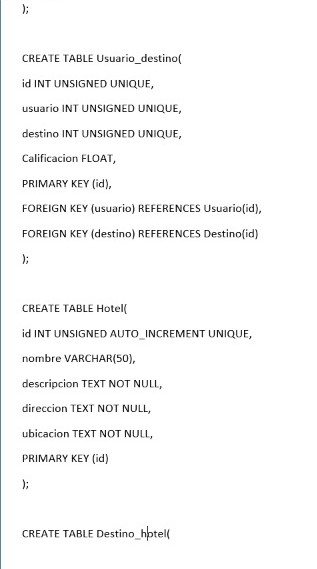 );
CREATE TABLE Usuario_destino(
id INT UNSIGNED UNIQUE,
usuario INT UNSIGNED UNIQUE,
destino INT UNSIGNED UNIQUE,
Calificacion FLOAT,
PRIMARY KEY (id),
FOREIGN KEY (usuario) REFERENCES Usuario(id),
FOREIGN KEY (destino) REFERENCES Destino(id)
);
CREATE TABLE Hotel(
id INT UNSIGNED AUTO_INCREMENT UNIQUE,
nombre VARCHAR(50),
descripcion TEXT NOT NULL,
direccion TEXT NOT NULL,
ubicacion TEXT NOT NULL,
PRIMARY KEY (id)
);
CREATE TABLE Destino_hotel(